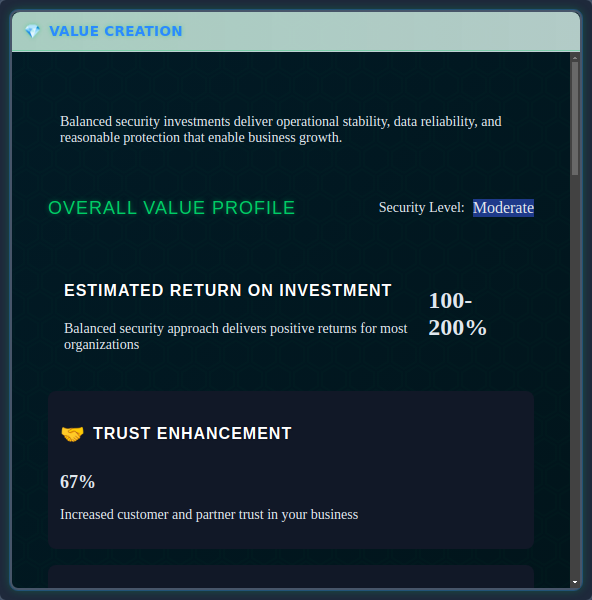 💎 VALUE CREATION
Balanced security investments deliver operational stability, data reliability, and
reasonable protection that enable business growth.
OVERALL VALUE PROFILE
Security Level: Moderate
ESTIMATED RETURN ON INVESTMENT
Balanced security approach delivers positive returns for most
organizations
100-
200%
🤝 TRUST ENHANCEMENT
67%
Increased customer and partner trust in your business